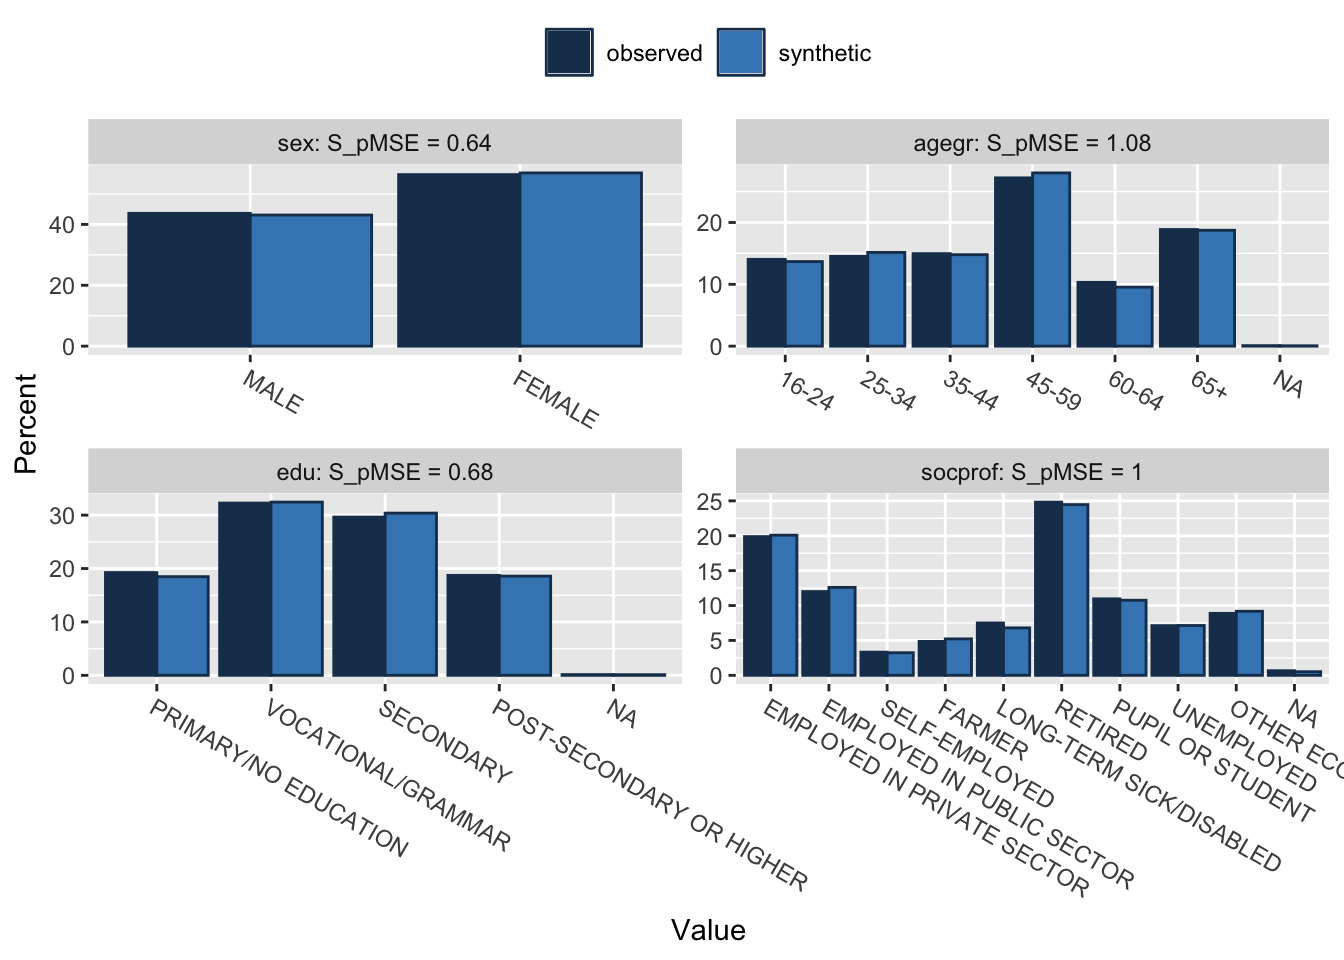 observed
synthetic
sex: S_pMSE = 0.64
agegr: S_pMSE = 1.08
40
20
0
20
10
0
MALE
FEMALE
16-24
25-34
35-44
45-59
60-64
65+
NA
Percent
edu: S_pMSE = 0.68
socprof: S_pMSE = 1
30
20
10
0
25
20
15
10
5
0
PRIMARY/NO EDUCATION
VOCATIONAL/GRAMMAR
SECONDARY
POST-SECONDARY OR HIGHER
NA
EMPLOYED IN PRIVATE SECTOR
EMPLOYED IN PUBLIC SECTOR
SELF-EMPLOYED
FARMER
LONG-TERM SICK/DISABLED
RETIRED
PUPIL OR STUDENT
UNEMPLOYED
OTHER
NA
Value